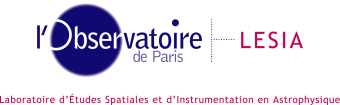 l'Observatoire
de Paris
LESIA
Laboratoire d'Études Spatiales et d'Instrumentation en Astrophysique